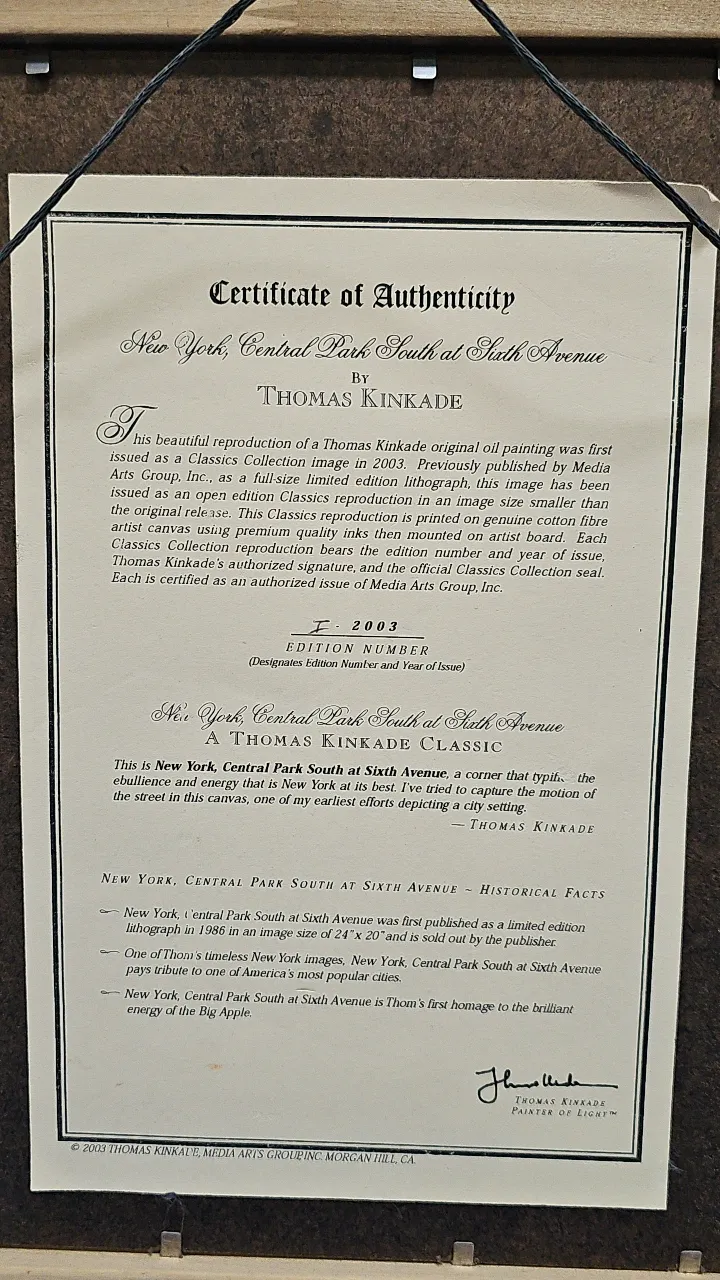 Certificate of Authenticity
New York, Central Park South at Sixth Avenue
By
THOMAS KINKADE
This beautiful reproduction of a Thomas Kinkade original oil painting was first
issued as a Classics Collection image in 2003. Previously published by Media
Arts Group, Inc., as a full-size limited edition lithograph, this image has been
issued as an open edition Classics reproduction in an image size smaller than
the original release. This Classics reproduction is printed on genuine cotton fibre
artist canvas using premium quality inks then mounted on artist board. Each
Classics Collection reproduction bears the edition number and year of issue,
Thomas Kinkade's authorized signature, and the official Classics Collection seal.
Each is certified as an authorized issue of Media Arts Group, Inc.
I - 2003
EDITION NUMBER
(Designates Edition Number and Year of Issue)
New York, Central Park South at Sixth Avenue
A THOMAS KINKADE CLASSIC
This is New York, Central Park South at Sixth Avenue, a corner that the
ebullience and energy that is New York at its best. I've tried to capture the motion of
the street in this canvas, one of my earliest efforts depicting a city setting.
— THOMAS KINKADE
NEW YORK, CENTRAL PARK SOUTH AT SIXTH AVENUE ~ HISTORICAL FACTS
New York, Central Park South at Sixth Avenue was first published as a limited edition
lithograph in 1986 in an image size of 24" x 20" and is sold out by the publisher.
One of Thom's timeless New York images, New York, Central Park South at Sixth Avenue
pays tribute to one of America's most popular cities.
New York, Central Park South at Sixth Avenue is Thom's first homage to the brilliant
energy of the Big Apple.
THOMAS KINKADE
PAINTER OF LIGHT™
© 2003 THOMAS KINKADE, MEDIA ARTS GROUP, INC. MORGAN HILL, CA.